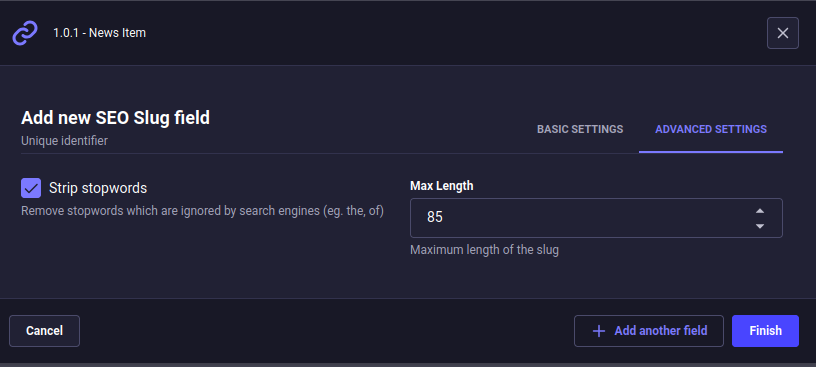 1.0.1 - News Item
Add new SEO Slug field
Unique identifier
BASIC SETTINGS
ADVANCED SETTINGS
Strip stopwords
Remove stopwords which are ignored by search engines (eg. the, of)
Max Length
85
Maximum length of the slug
Cancel
Add another field
Finish